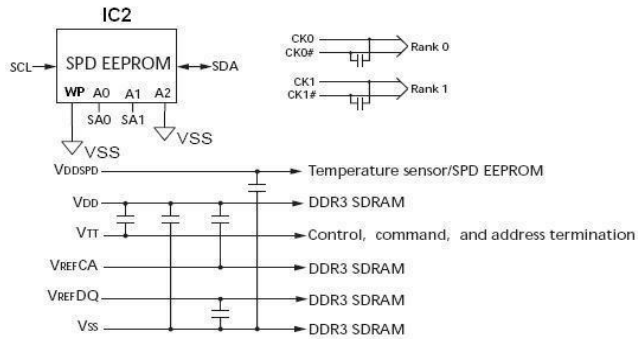 IC2
SPD EEPROM
SCL
SDA
WP A0 A1 A2
SA0 SA1
VSS
VSS
CK0
CK0#
Rank 0
CK1
CK1#
Rank 1
VDDSPD
Temperature sensor/SPD EEPROM
VDD
DDR3 SDRAM
VTT
Control, command, and address termination
VREFCA
DDR3 SDRAM
VREFDQ
DDR3 SDRAM
VSS
DDR3 SDRAM